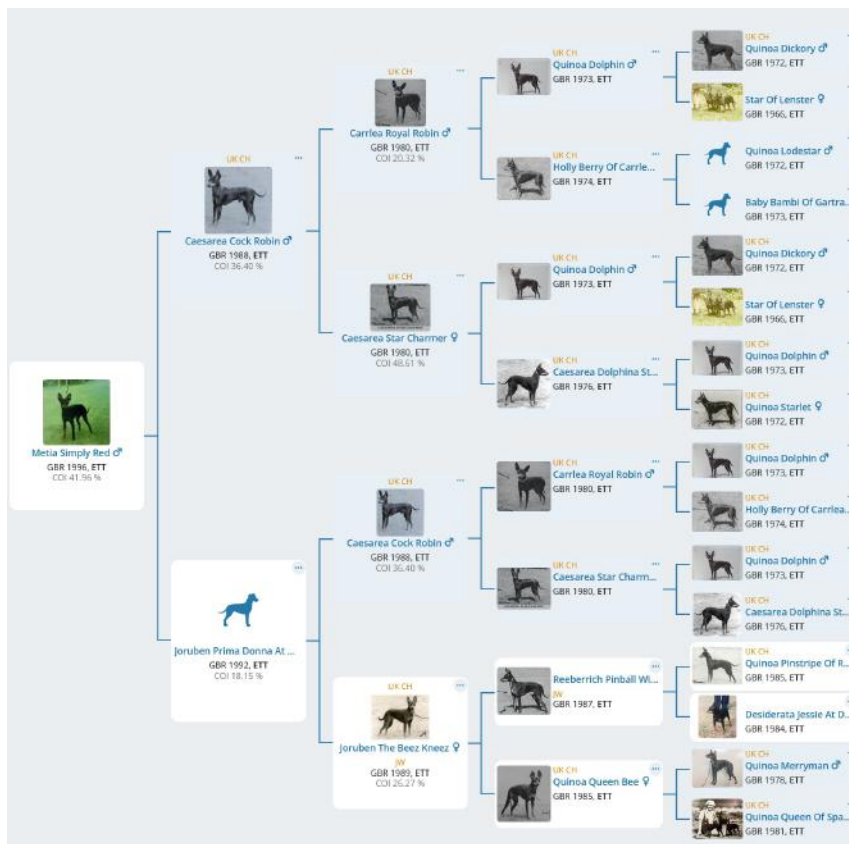 Metia Simply Red ♂
GBR 1996, ETT
COI 41.96 %
UK CH
Caesarea Cock Robin ♂
GBR 1988, ETT
COI 36.40 %
Joruben Prima Donna At ...
GBR 1992, ETT
COI 18.15 %
UK CH
Carrlea Royal Robin ♂
GBR 1980, ETT
COI 20.32 %
UK CH
Caesarea Star Charmer ♀
GBR 1980, ETT
COI 48.61 %
UK CH
Caesarea Cock Robin ♂
GBR 1988, ETT
COI 36.40 %
UK CH
Joruben The Beez Kneez ♀
JW
GBR 1989, ETT
COI 26.27 %
UK CH
Quinoa Dolphin ♂
GBR 1973, ETT
UK CH
Holly Berry Of Carrle...
GBR 1974, ETT
UK CH
Quinoa Dolphin ♂
GBR 1973, ETT
UK CH
Caesarea Dolphina St...
GBR 1976, ETT
UK CH
Carrlea Royal Robin ♂
GBR 1980, ETT
UK CH
Caesarea Star Charm...
GBR 1980, ETT
Reeberrich Pinball Wi...
JW
GBR 1987, ETT
UK CH
Quinoa Queen Bee ♀
GBR 1985, ETT
UK CH
Quinoa Dickory ♂
GBR 1972, ETT
Star Of Lenster ♀
GBR 1966, ETT
Quinoa Lodestar ♂
GBR 1972, ETT
Baby Bambi Of Gartra...
GBR 1973, ETT
UK CH
Quinoa Dickory ♂
GBR 1972, ETT
Star Of Lenster ♀
GBR 1966, ETT
UK CH
Quinoa Dolphin ♂
GBR 1973, ETT
UK CH
Quinoa Starlet ♀
GBR 1972, ETT
UK CH
Quinoa Dolphin ♂
GBR 1973, ETT
UK CH
Holly Berry Of Carrlea...
GBR 1974, ETT
UK CH
Quinoa Dolphin ♂
GBR 1973, ETT
UK CH
Caesarea Dolphina St...
GBR 1976, ETT
UK CH
Quinoa Pinstripe Of R...
GBR 1985, ETT
Desiderata Jessie At D...
GBR 1984, ETT
UK CH
Quinoa Merryman ♂
GBR 1978, ETT
UK CH
Quinoa Queen Of Spa...
GBR 1981, ETT